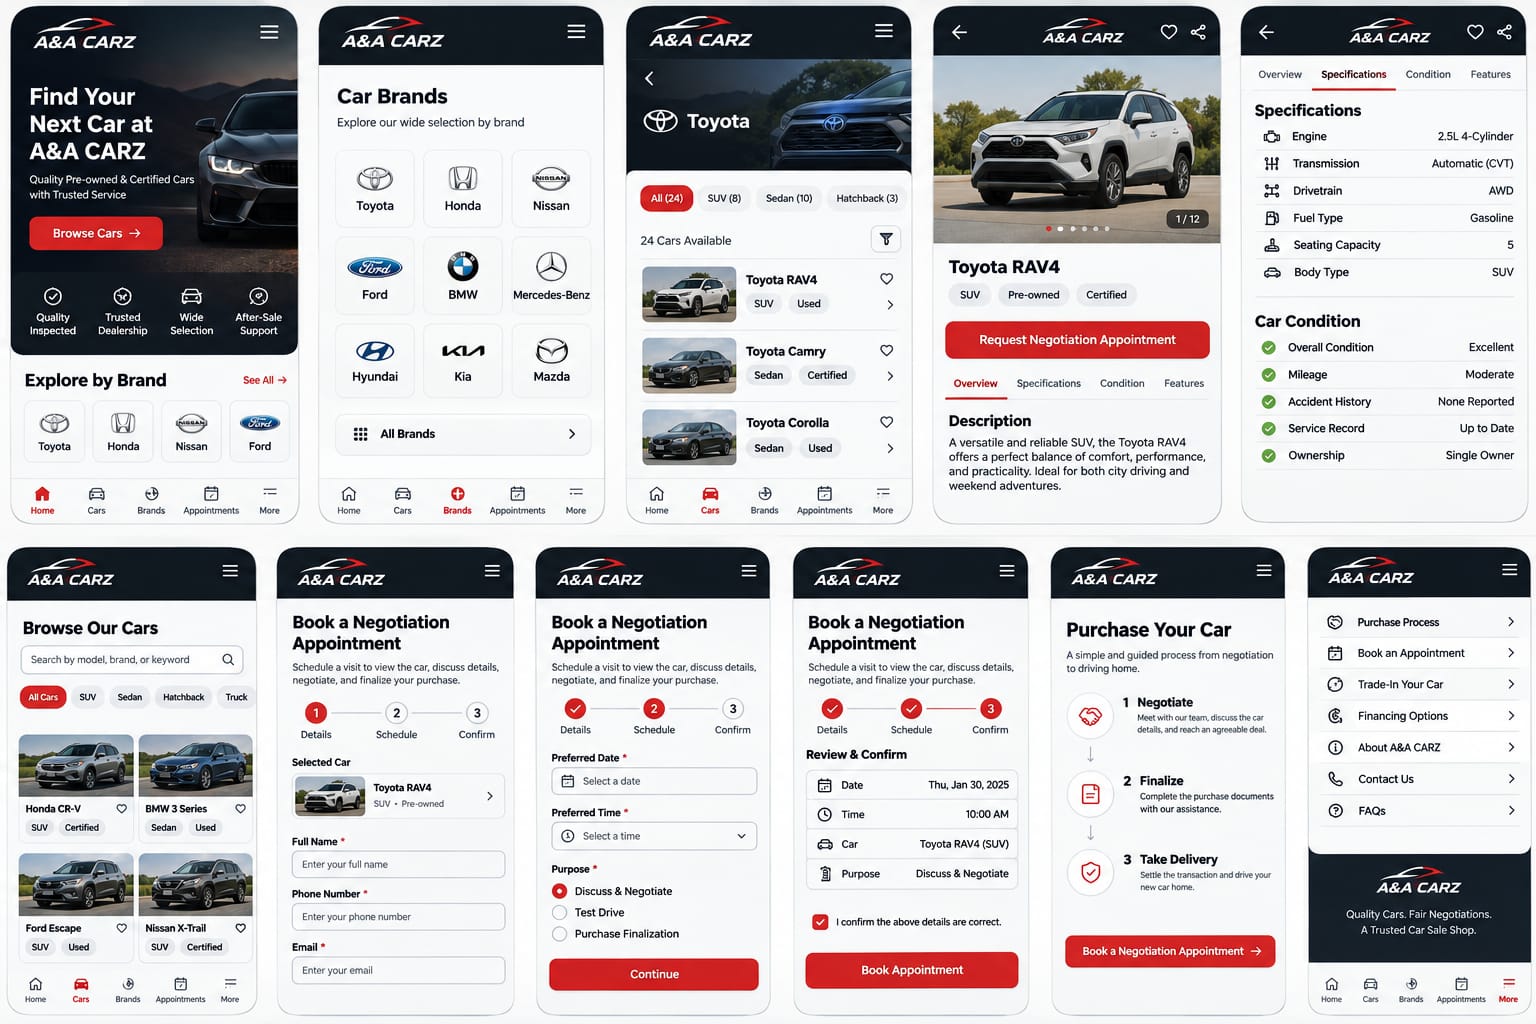 A&A CARZ
Find Your
Next Car at
A&A CARZ
Quality Pre-owned & Certified Cars
with Trusted Service
Browse Cars →
Quality
Inspected
Trusted
Dealership
Wide
Selection
After-Sale
Support
Explore by Brand
See All →
Toyota
Honda
NISSAN
Nissan
Ford
Ford
Home
Cars
Brands
Appointments
More
A&A CARZ
Car Brands
Explore our wide selection by brand
Toyota
Honda
NISSAN
Nissan
Ford
Ford
BMW
BMW
Mercedes-Benz
Hyundai
KIA
Kia
Mazda
All Brands
Home
Cars
Brands
Appointments
More
A&A CARZ
Toyota
All (24)
SUV (8)
Sedan (10)
Hatchback (3)
24 Cars Available
Toyota RAV4
SUV
Used
Toyota Camry
Sedan
Certified
Toyota Corolla
Sedan
Used
Home
Cars
Brands
Appointments
More
A&A CARZ
1 / 12
Toyota RAV4
SUV
Pre-owned
Certified
Request Negotiation Appointment
Overview
Specifications
Condition
Features
Description
A versatile and reliable SUV, the Toyota RAV4
offers a perfect balance of comfort, performance,
and practicality. Ideal for both city driving and
weekend adventures.
A&A CARZ
Overview
Specifications
Condition
Features
Specifications
Engine 2.5L 4-Cylinder
Transmission Automatic (CVT)
Drivetrain AWD
Fuel Type Gasoline
Seating Capacity 5
Body Type SUV
Car Condition
Overall Condition Excellent
Mileage Moderate
Accident History None Reported
Service Record Up to Date
Ownership Single Owner
A&A CARZ
Browse Our Cars
Search by model, brand, or keyword
All Cars
SUV
Sedan
Hatchback
Truck
Honda CR-V
SUV
Certified
BMW 3 Series
Sedan
Used
Ford Escape
SUV
Used
Nissan X-Trail
SUV
Certified
Home
Cars
Brands
Appointments
More
A&A CARZ
Book a Negotiation
Appointment
Schedule a visit to view the car, discuss details,
negotiate, and finalize your purchase.
1
2
3
Details
Schedule
Confirm
Selected Car
Toyota RAV4
SUV • Pre-owned
Full Name *
Enter your full name
Phone Number *
Enter your phone number
Email *
Enter your email
A&A CARZ
Book a Negotiation
Appointment
Schedule a visit to view the car, discuss details,
negotiate, and finalize your purchase.
2
3
Details
Schedule
Confirm
Preferred Date *
Select a date
Preferred Time *
Select a time
Purpose *
Discuss & Negotiate
Test Drive
Purchase Finalization
Continue
A&A CARZ
Book a Negotiation
Appointment
Schedule a visit to view the car, discuss details,
negotiate, and finalize your purchase.
3
Details
Schedule
Confirm
Review & Confirm
Date Thu, Jan 30, 2025
Time 10:00 AM
Car Toyota RAV4 (SUV)
Purpose Discuss & Negotiate
I confirm the above details are correct.
Book Appointment
A&A CARZ
Purchase Your Car
A simple and guided process from negotiation
to driving home.
1 Negotiate
Meet with our team, discuss the car
details, and reach an agreeable deal.
2 Finalize
Complete the purchase documents
with our assistance.
3 Take Delivery
Settle the transaction and drive your
new car home.
Book a Negotiation Appointment →
A&A CARZ
Purchase Process
Book an Appointment
Trade-In Your Car
Financing Options
About A&A CARZ
Contact Us
FAQs
A&A CARZ
Quality Cars. Fair Negotiations.
A Trusted Car Sale Shop.
Home
Cars
Brands
Appointments
More